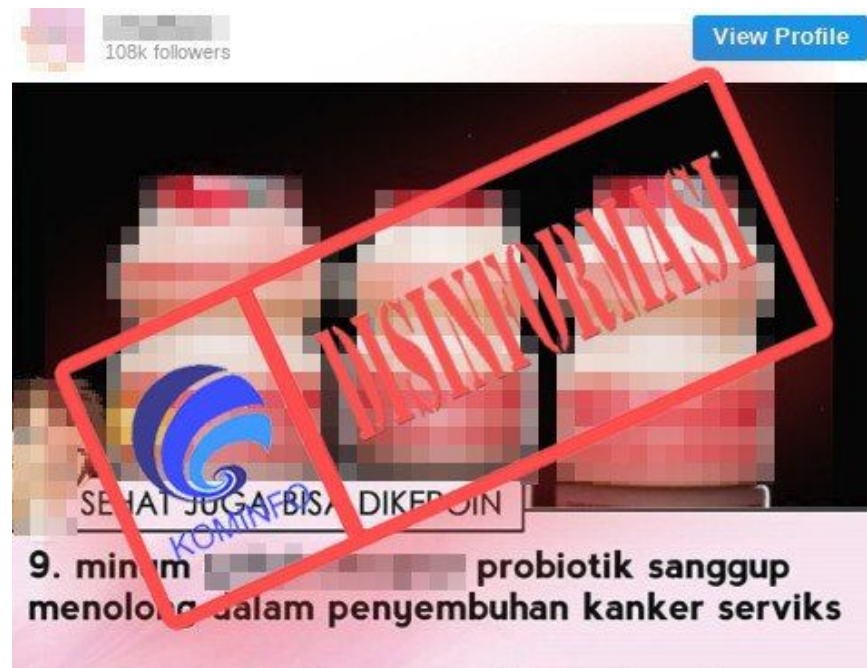 108k followers
View Profile
DISINFORMASI
KOMINFO
SEHAT JUGA BISA DIKEPOIN
9. minum probiotik sanggup
menolong dalam penyembuhan kanker serviks